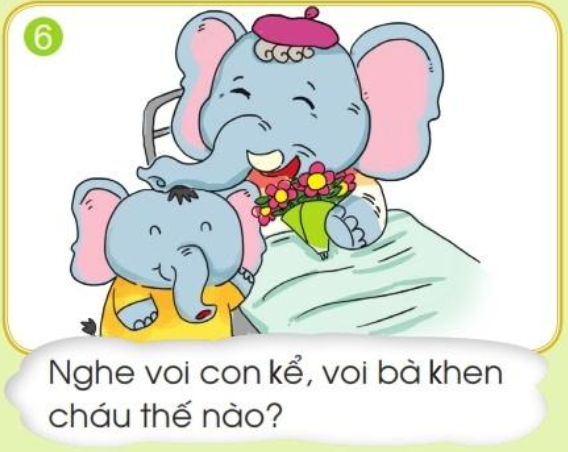 6
Nghe voi con kể, voi bà khen
cháu thế nào?